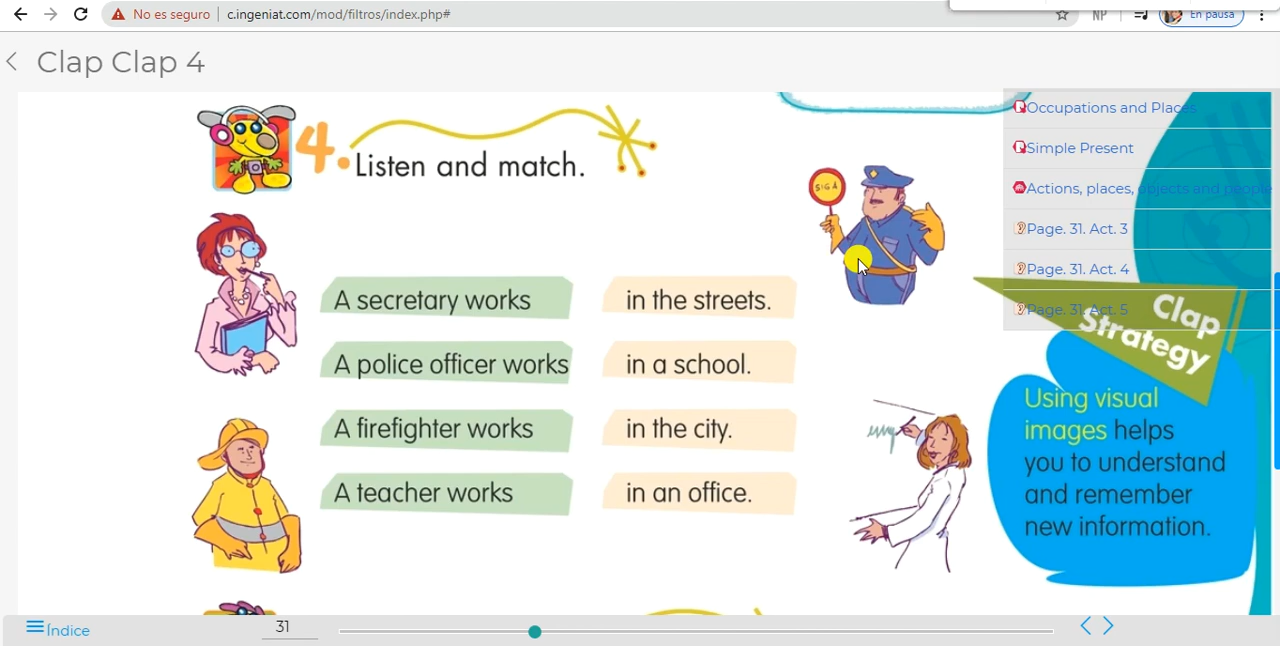 No es seguro
c.ingeniat.com/mod/filtros/index.php#
NP
En pausa
Clap Clap 4
4. Listen and match.
SIGA
A secretary works
in the streets.
A police officer works
in a school.
A firefighter works
in the city.
A teacher works
in an office.
Occupations and Places
Simple Present
Actions, places, objects and people
Page. 31. Act. 3
Page. 31. Act. 4
Page. 31. Act. 5
Clap
Strategy
Using visual
images helps
you to understand
and remember
new information.
Índice
31